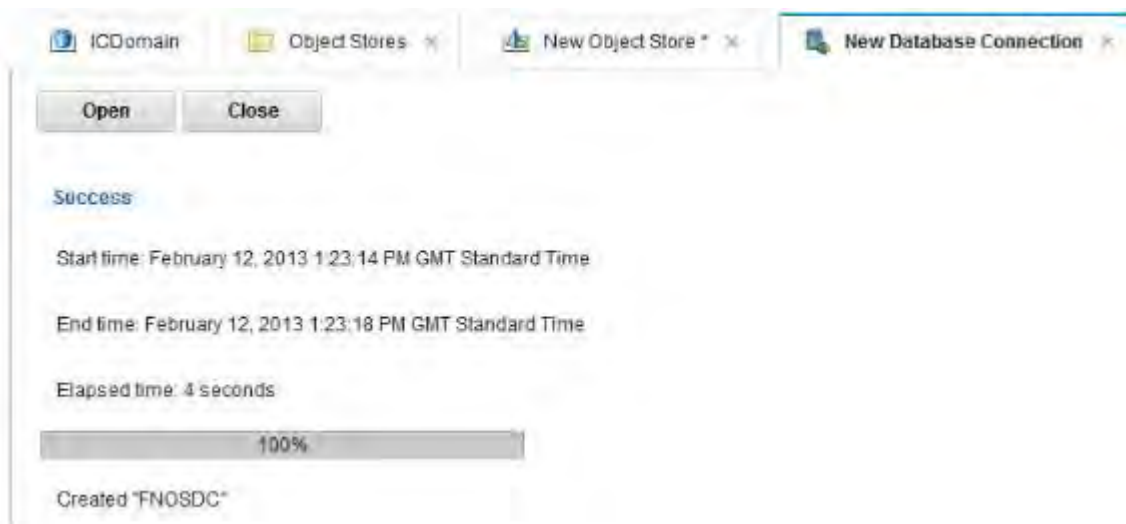 ICDomain Object Stores New Object Store * New Database Connection
Open Close
Success
Start time: February 12, 2013 1:23:14 PM GMT Standard Time
End time: February 12, 2013 1:23:18 PM GMT Standard Time
Elapsed time: 4 seconds
100%
Created "FNOSDC"